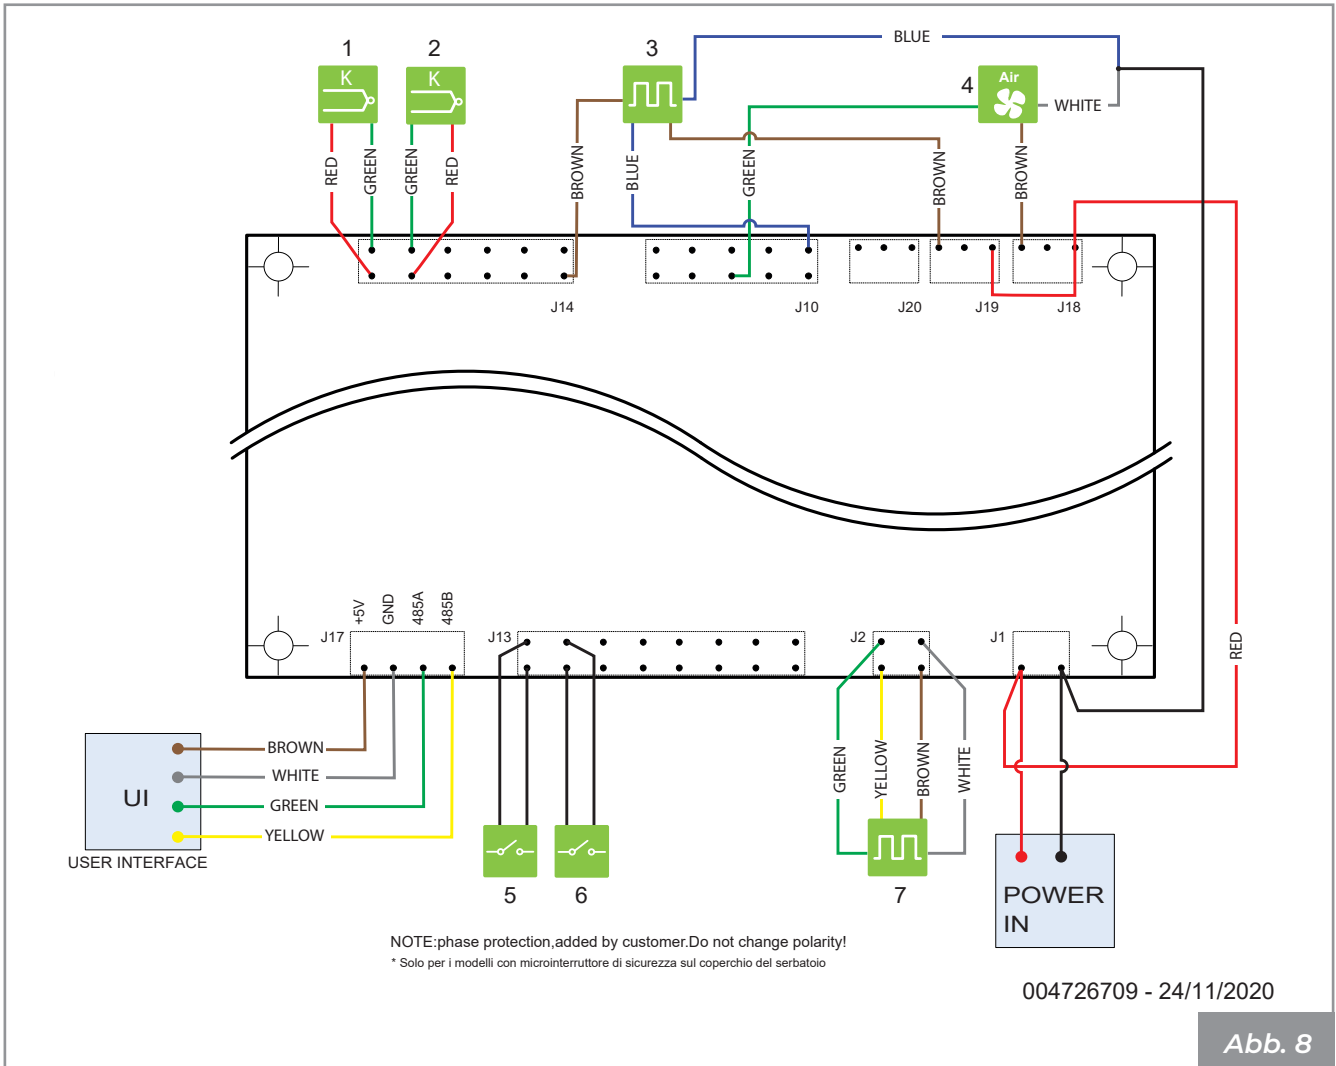 1
2
3
4
K
K
Air
BLUE
WHITE
RED
GREEN
GREEN
RED
BROWN
BLUE
GREEN
BROWN
BROWN
J14
J10
J20
J19
J18
+5V
GND
485A
485B
J17
J13
J2
J1
RED
BROWN
WHITE
GREEN
YELLOW
UI
USER INTERFACE
GREEN
YELLOW
BROWN
WHITE
5
6
7
POWER
IN
NOTE:phase protection,added by customer.Do not change polarity!
* Solo per i modelli con microinterruttore di sicurezza sul coperchio del serbatoio
004726709 - 24/11/2020
Abb. 8